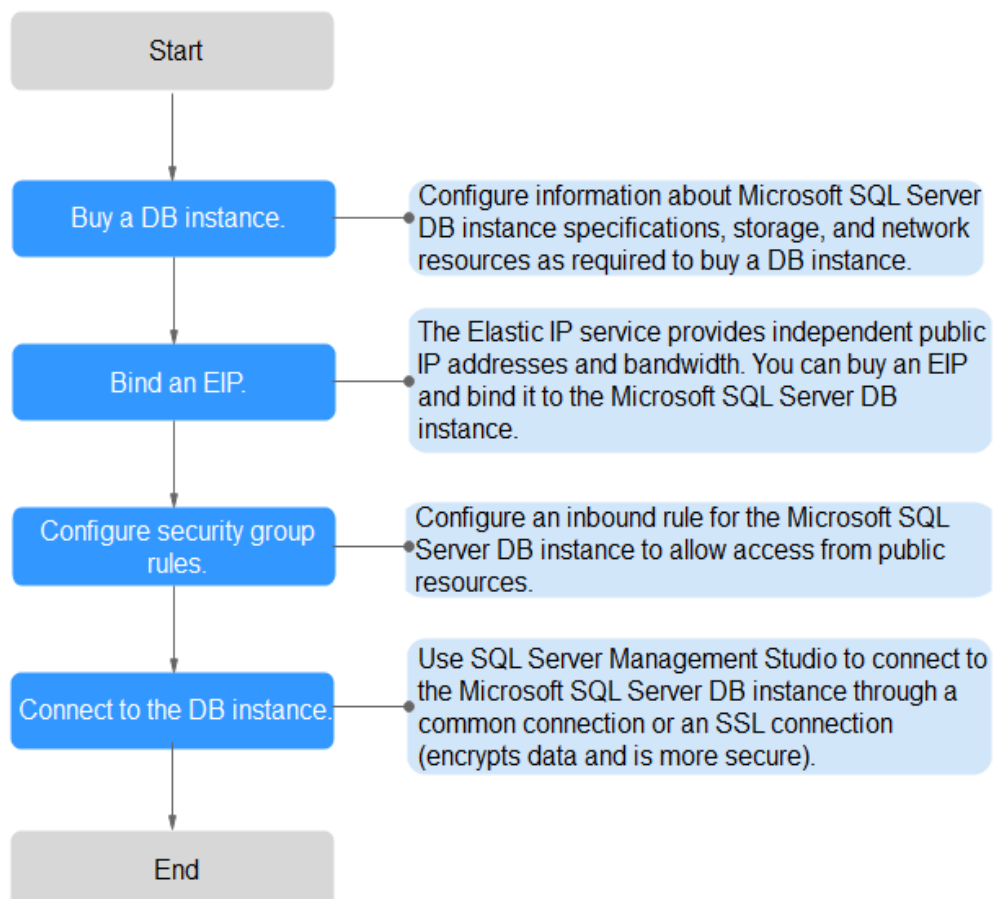 Start
Buy a DB instance.
Configure information about Microsoft SQL Server
DB instance specifications, storage, and network
resources as required to buy a DB instance.
Bind an EIP.
The Elastic IP service provides independent public
IP addresses and bandwidth. You can buy an EIP
and bind it to the Microsoft SQL Server DB
instance.
Configure security group
rules.
Configure an inbound rule for the Microsoft SQL
Server DB instance to allow access from public
resources.
Connect to the DB instance.
Use SQL Server Management Studio to connect to
the Microsoft SQL Server DB instance through a
common connection or an SSL connection
(encrypts data and is more secure).
End